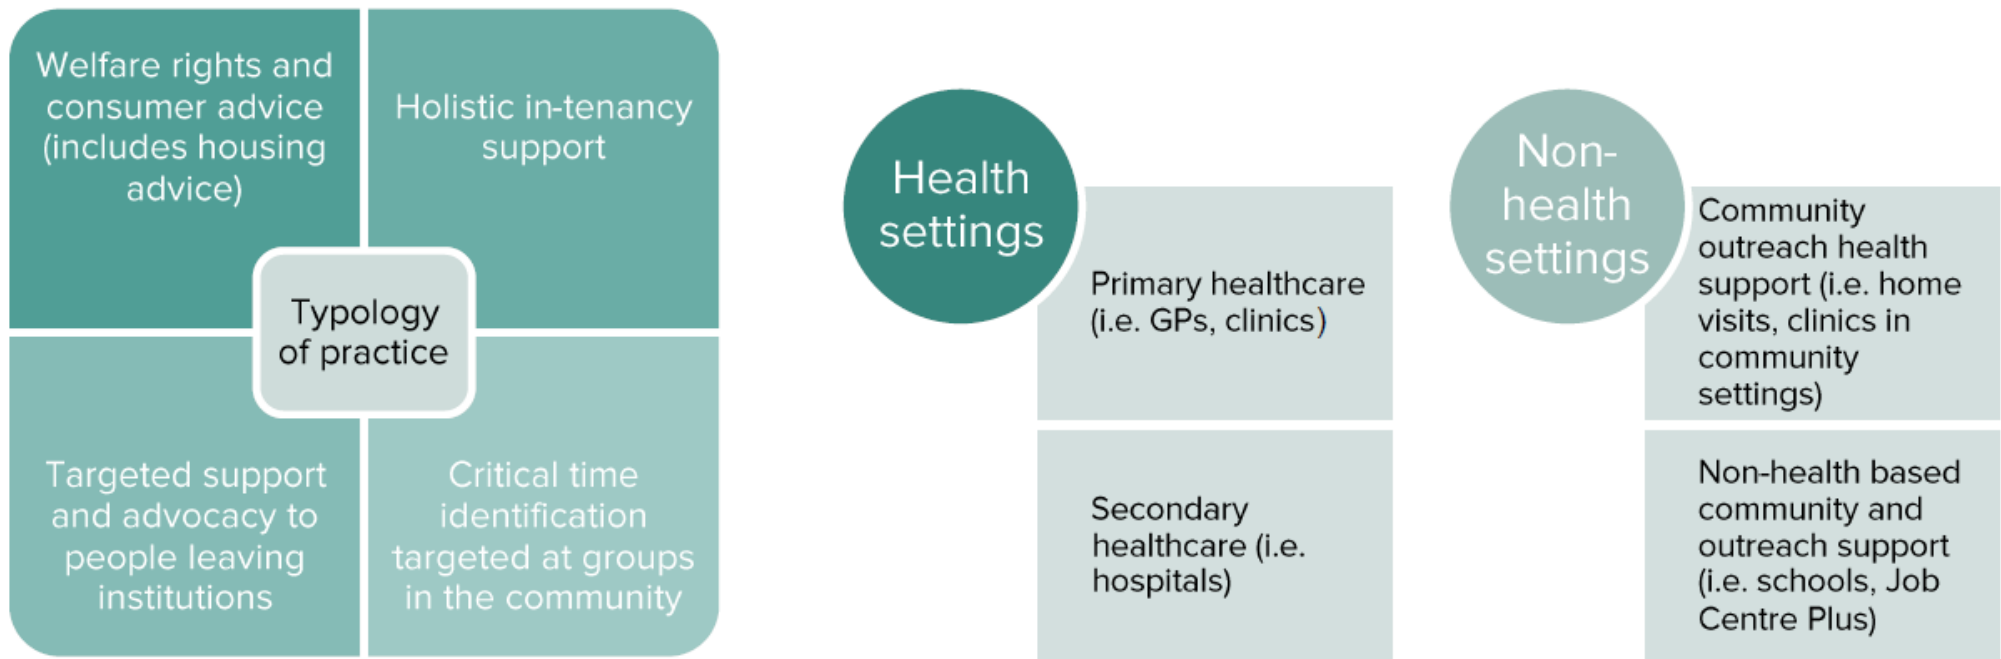 Welfare rights and
consumer advice
(includes housing
advice)
Holistic in-tenancy
support
Typology
of practice
Targeted support
and advocacy to
people leaving
institutions
Critical time
identification
targeted at groups
in the community
Health
settings
Primary healthcare
(i.e. GPs, clinics)
Secondary
healthcare (i.e.
hospitals)
Non-
health
settings
Community
outreach health
support (i.e. home
visits, clinics in
community
settings)
Non-health based
community and
outreach support
(i.e. schools, Job
Centre Plus)